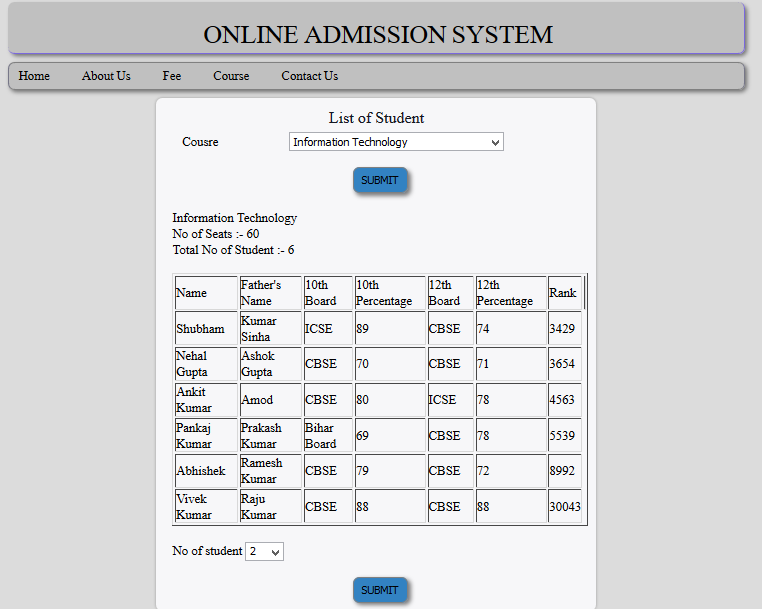 ONLINE ADMISSION SYSTEM
Home About Us Fee Course Contact Us
List of Student
Cousre Information Technology
SUBMIT
Information Technology
No of Seats :- 60
Total No of Student :- 6
Name Father's Name 10th Board 10th Percentage 12th Board 12th Percentage Rank
Shubham Kumar Sinha ICSE 89 CBSE 74 3429
Nehal Gupta Ashok Gupta CBSE 70 CBSE 71 3654
Ankit Kumar Amod CBSE 80 ICSE 78 4563
Pankaj Kumar Prakash Kumar Bihar Board 69 CBSE 78 5539
Abhishek Ramesh Kumar CBSE 79 CBSE 72 8992
Vivek Kumar Raju Kumar CBSE 88 CBSE 88 30043
No of student 2
SUBMIT